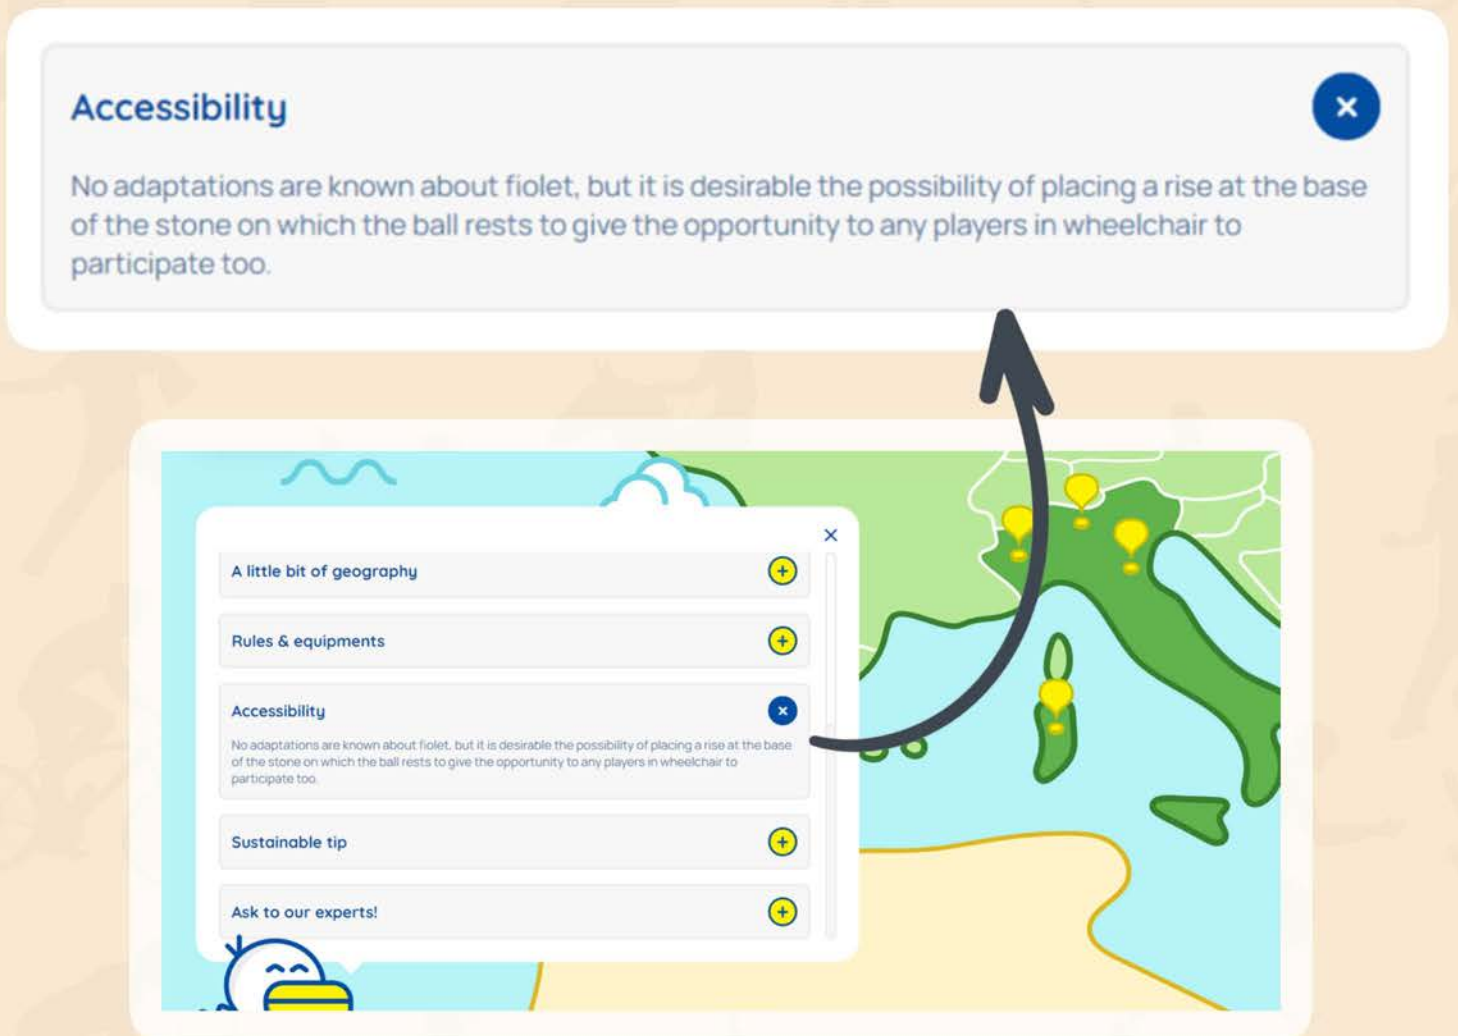 Accessibility
No adaptations are known about fiolet, but it is desirable the possibility of placing a rise at the base
of the stone on which the ball rests to give the opportunity to any players in wheelchair to
participate too.
A little bit of geography
Rules & equipments
Accessibility
No adaptations are known about fiolet, but it is desirable the possibility of placing a rise at the base
of the stone on which the ball rests to give the opportunity to any players in wheelchair to
participate too.
Sustainable tip
Ask to our experts!